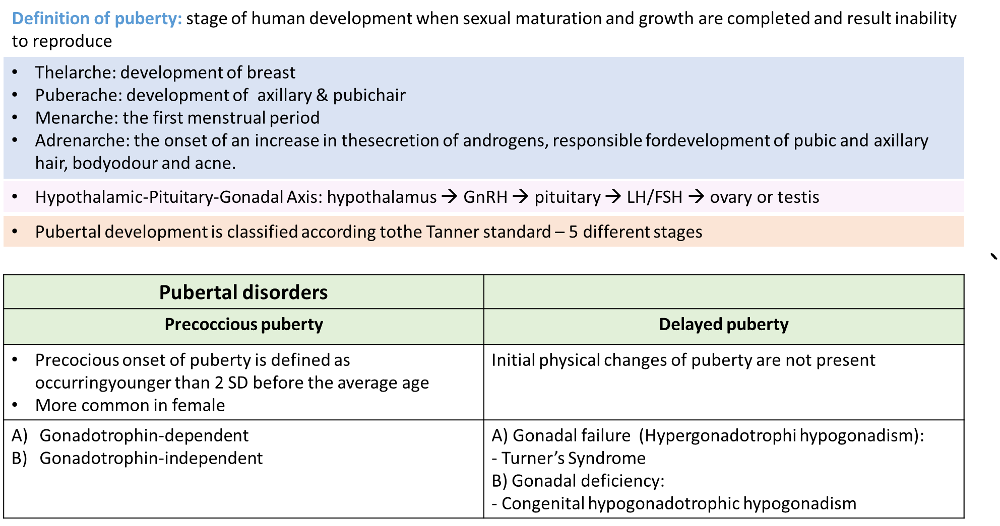 Definition of puberty: stage of human development when sexual maturation and growth are completed and result inability
to reproduce
• Thelarche: development of breast
• Puberache: development of  axillary & pubichair
• Menarche: the first menstrual period
• Adrenarche: the onset of an increase in thesecretion of androgens, responsible fordevelopment of pubic and axillary
hair, bodyodour and acne.
• Hypothalamic-Pituitary-Gonadal Axis: hypothalamus → GnRH → pituitary → LH/FSH → ovary or testis
• Pubertal development is classified according tothe Tanner standard – 5 different stages
Pubertal disorders
Precoccious puberty
Delayed puberty
• Precocious onset of puberty is defined as
occurringyounger than 2 SD before the average age
• More common in female
Initial physical changes of puberty are not present
A) Gonadotrophin-dependent
B) Gonadotrophin-independent
A) Gonadal failure  (Hypergonadotrophi hypogonadism):
- Turner’s Syndrome
B) Gonadal deficiency:
- Congenital hypogonadotrophic hypogonadism